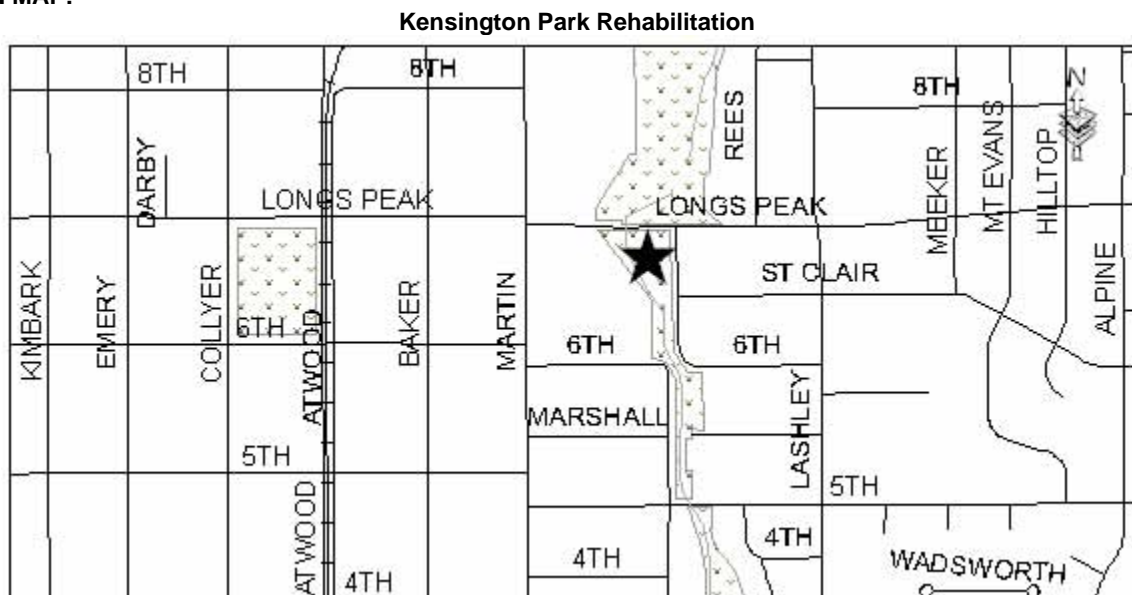 MAP:
Kensington Park Rehabilitation
8TH
8TH
8TH
N
REES
DARBY
MEEKER
MT EVANS
HILLTOP
LONGS PEAK
LONGS PEAK
KIMBARK
EMERY
COLLYER
6TH
ATWOOD
BAKER
MARTIN
ST CLAIR
ALPINE
6TH
6TH
MARSHALL
LASHLEY
5TH
5TH
ATWOOD
4TH
4TH
4TH
WADSWORTH